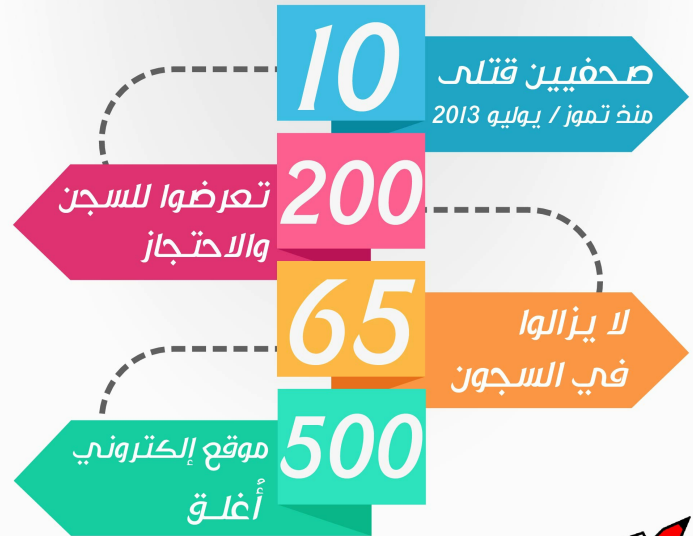 10
صحفيين قتلى
منذ تموز / يوليو 2013
200
تعرضوا للسجن
والاحتجاز
65
لا يزالوا
في السجون
500
موقع إلكتروني
أُغلـق